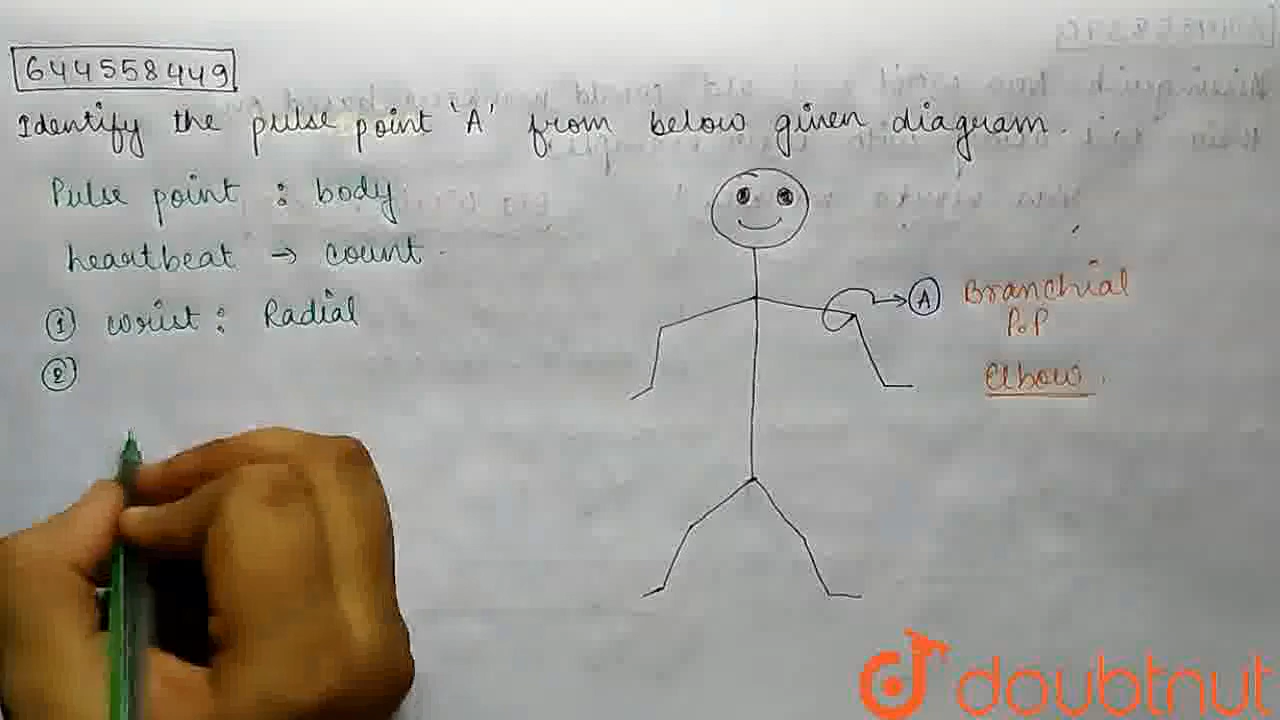 644558449
Identify the pulse point 'A' from below given diagram.
Pulse point : body
heartbeat → count.
① wrist : Radial
②
A Branchial
P.P
Elbow.
doubtnut